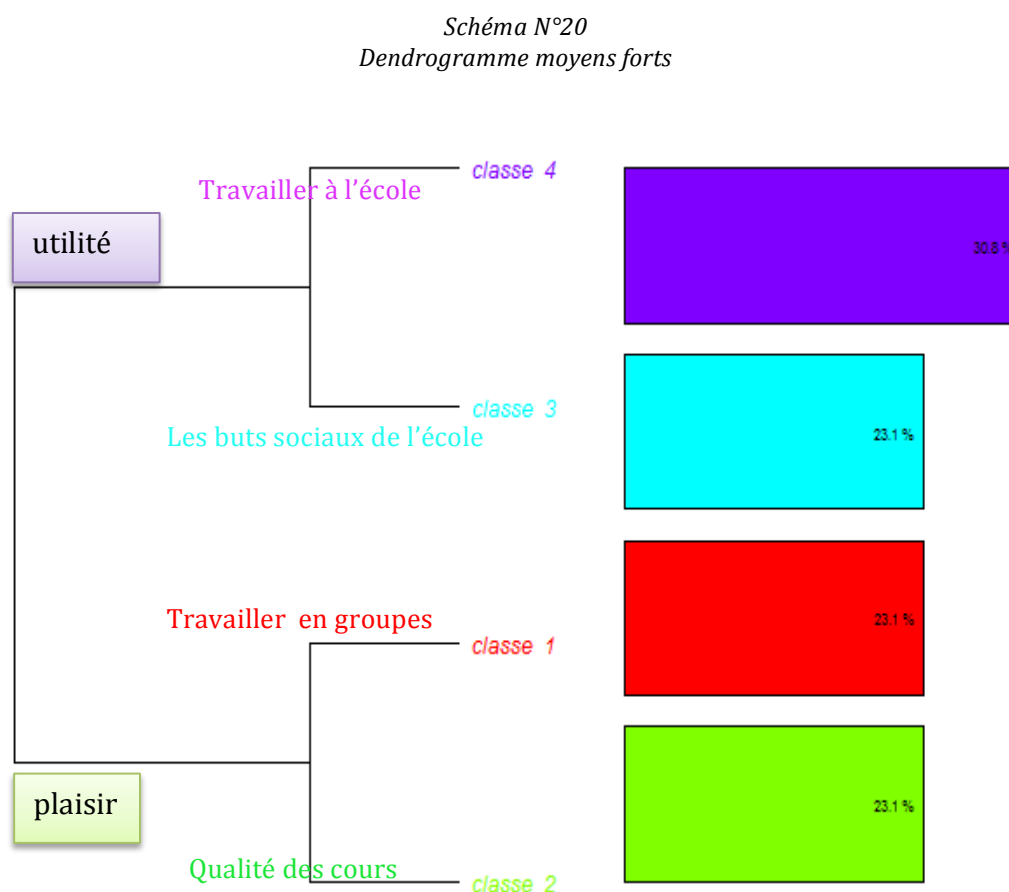 Schéma N°20
Dendrogramme moyens forts
classe 4
Travailler à l’école
utilité
30.8 %
classe 3
Les buts sociaux de l’école
23.1 %
Travailler en groupes
23.1 %
classe 1
plaisir
23.1 %
Qualité des cours
classe 2